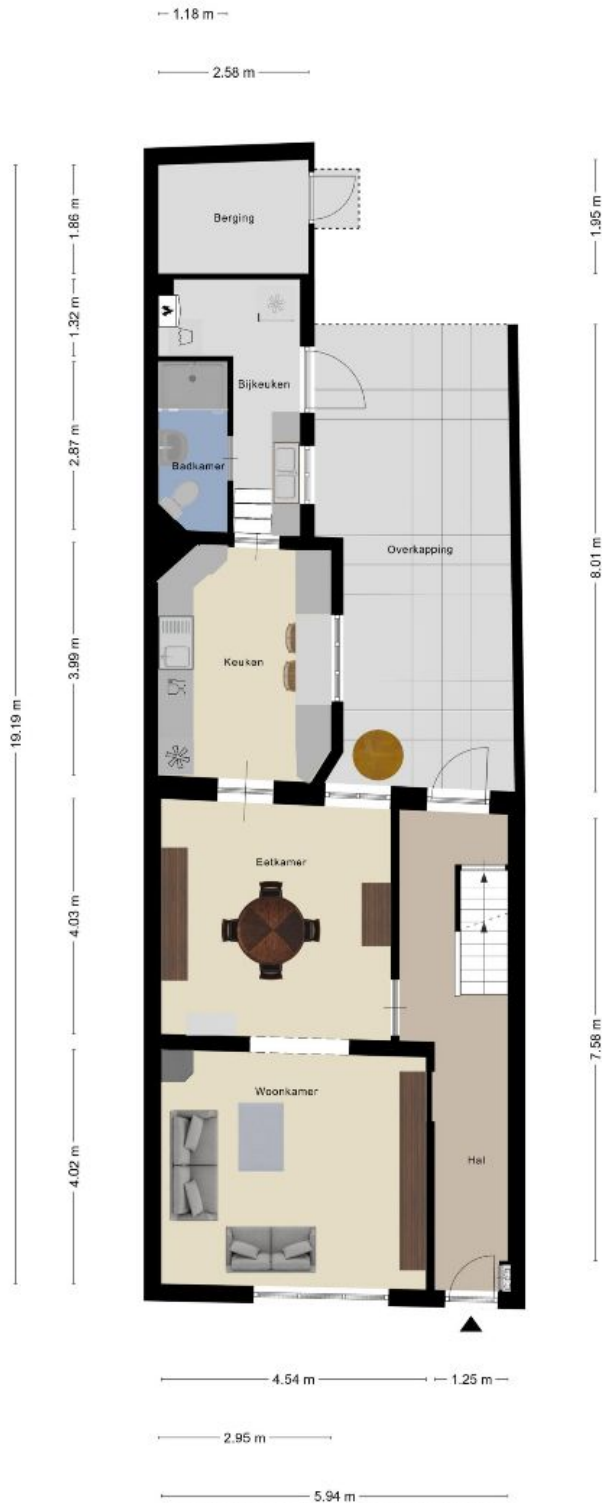 1.18 m
2.58 m
1.86 m
1.95 m
Berging
1.32 m
Bijkeuken
2.87 m
Badkamer
Overkapping
8.01 m
3.99 m
Keuken
19.19 m
Eetkamer
4.03 m
7.58 m
Woonkamer
4.02 m
Hal
4.54 m
1.25 m
2.95 m
5.94 m